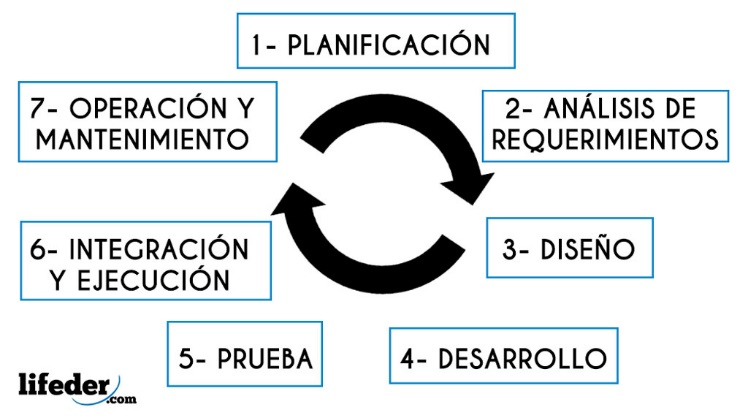 1- PLANIFICACIÓN
2- ANÁLISIS DE
REQUERIMIENTOS
3- DISEÑO
4- DESARROLLO
5- PRUEBA
6- INTEGRACIÓN
Y EJECUCIÓN
7- OPERACIÓN Y
MANTENIMIENTO
lifeder
.com